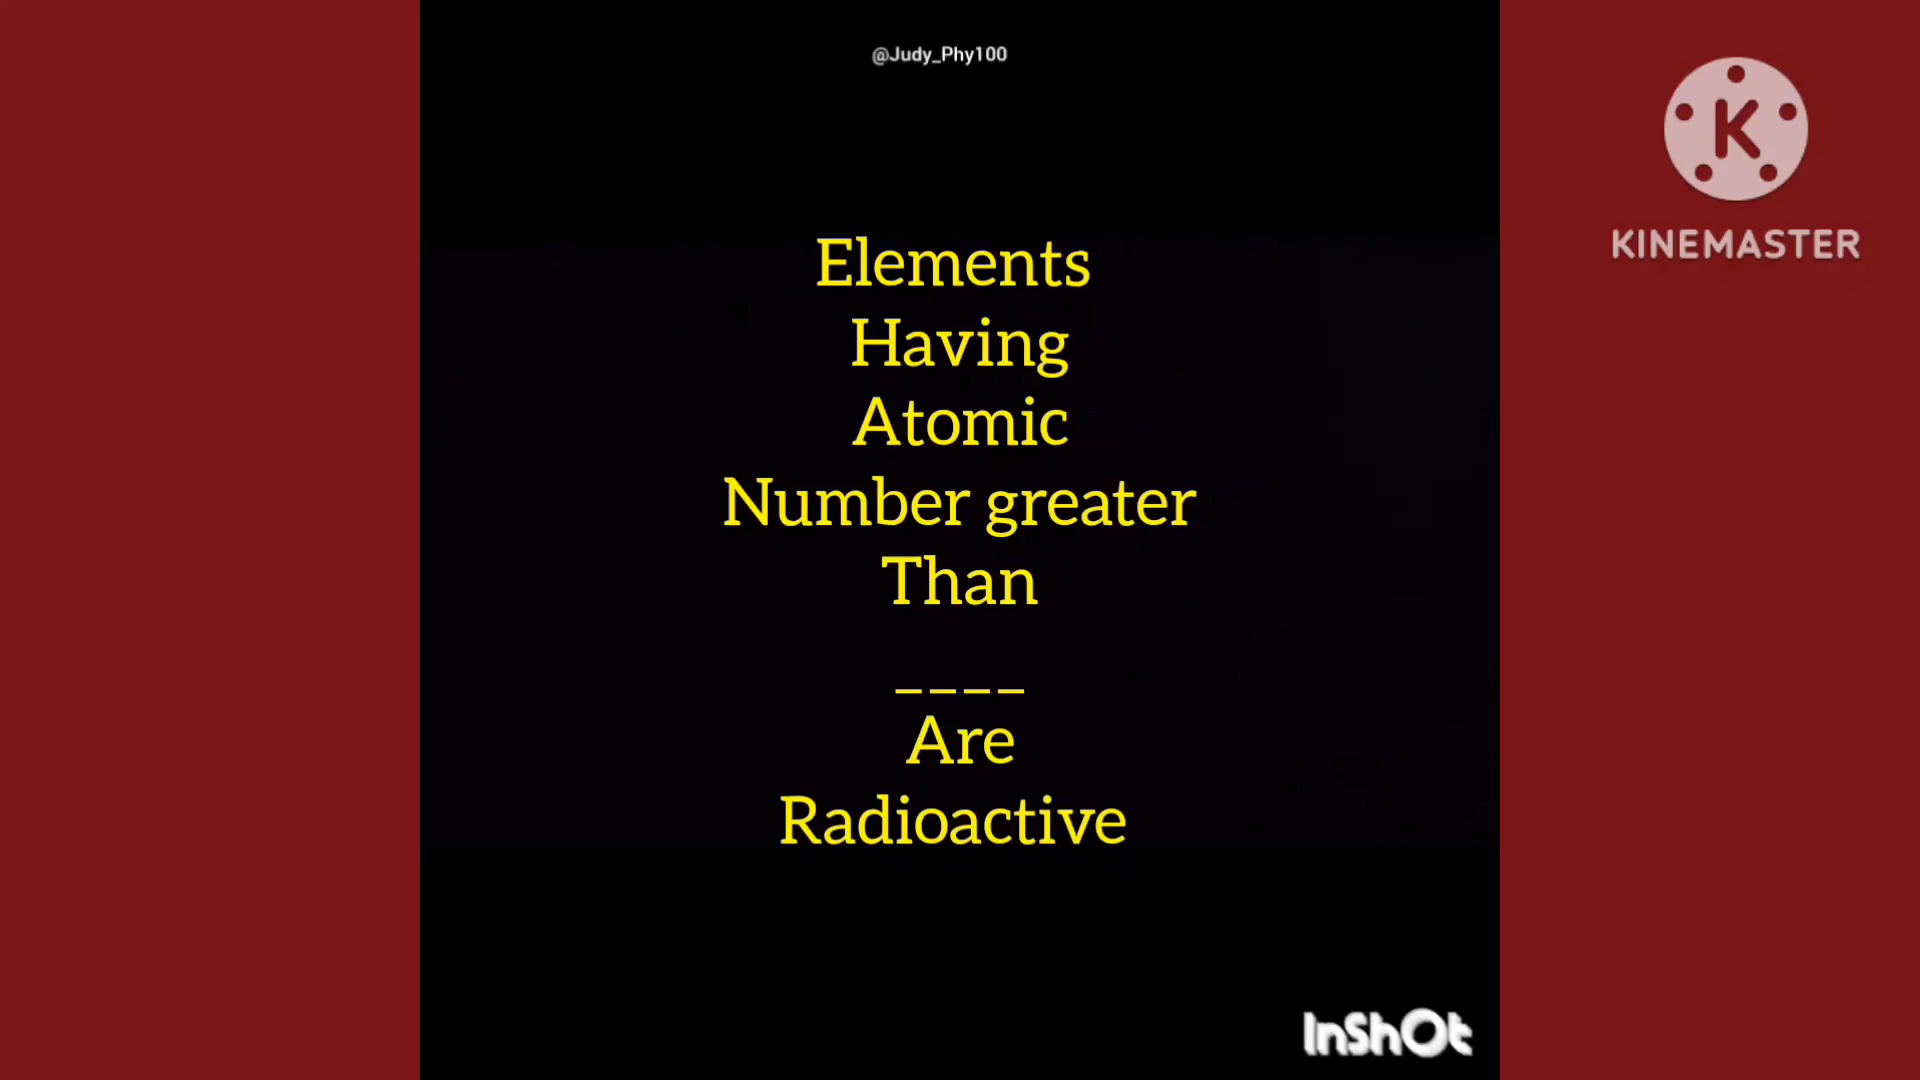 @Judy_Phy100
K
KINEMASTER
Elements
Having
Atomic
Number greater
Than
____
Are
Radioactive
InShOt